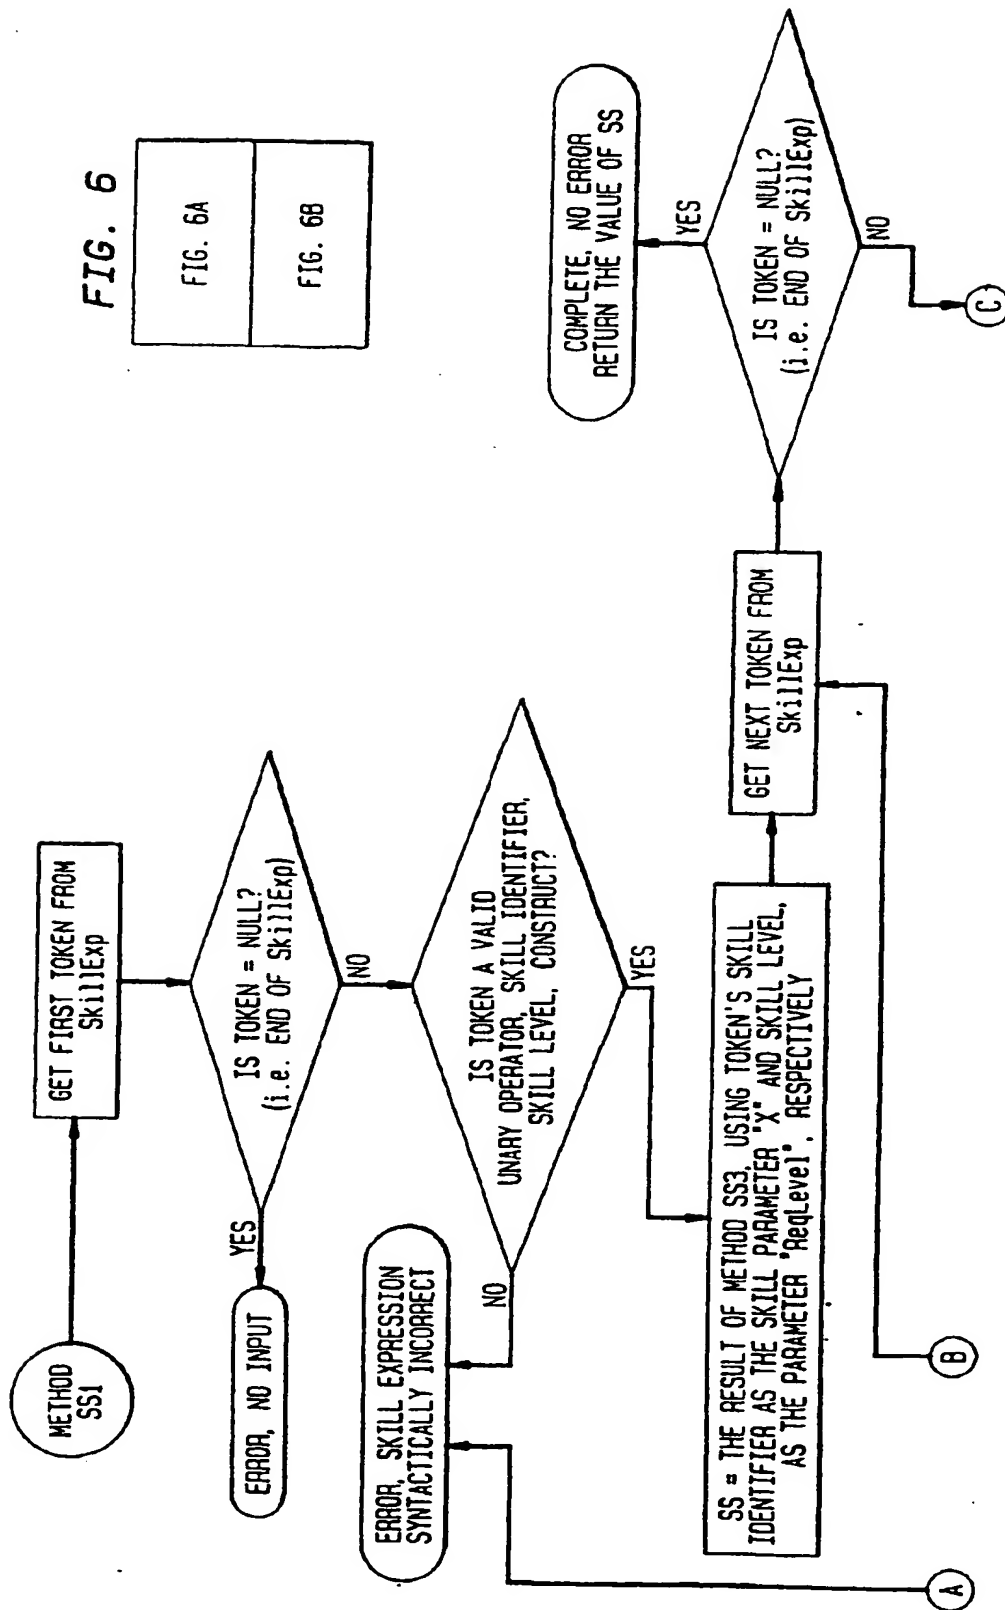 FIG. 6
FIG. 6A
FIG. 6B
METHOD
SS1
GET FIRST TOKEN FROM
SkillExp
IS TOKEN = NULL?
(i.e. END OF SkillExp)
YES
NO
ERROR, NO INPUT
IS TOKEN A VALID
UNARY OPERATOR, SKILL IDENTIFIER,
SKILL LEVEL, CONSTRUCT?
NO
YES
ERROR, SKILL EXPRESSION
SYNTACTICALLY INCORRECT
SS = THE RESULT OF METHOD SS3, USING TOKEN'S SKILL
IDENTIFIER AS THE SKILL PARAMETER "X" AND SKILL LEVEL,
AS THE PARAMETER "ReqLevel", RESPECTIVELY
GET NEXT TOKEN FROM
SkillExp
IS TOKEN = NULL?
(i.e. END OF SkillExp)
YES
NO
COMPLETE, NO ERROR
RETURN THE VALUE OF SS
A
B
C